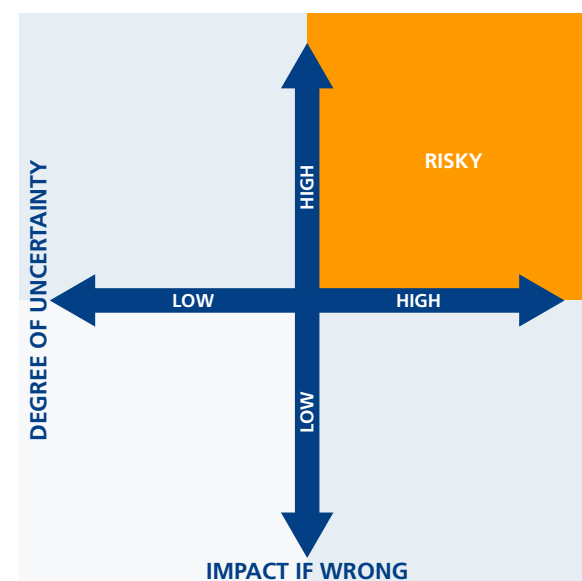 RISKY
HIGH
DEGREE OF UNCERTAINTY
LOW
HIGH
LOW
IMPACT IF WRONG